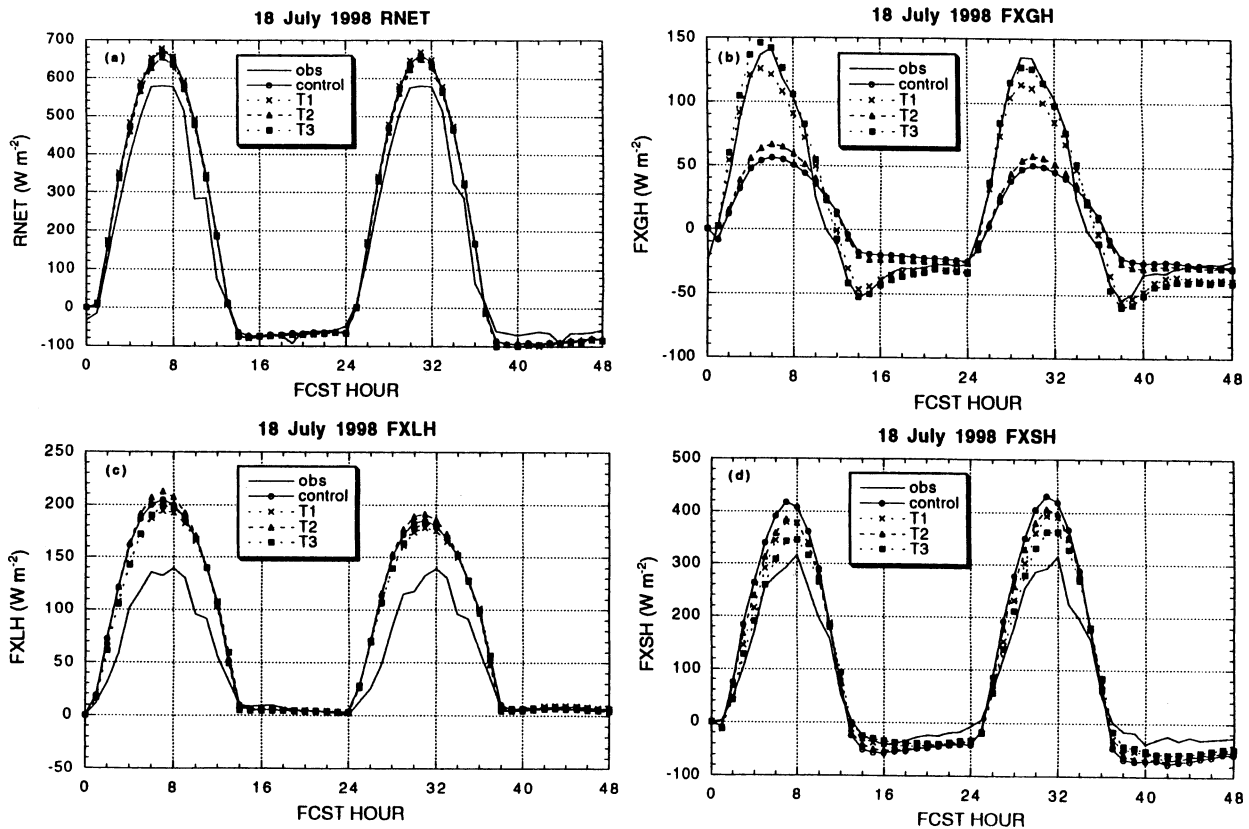 18 July 1998 RNET
(a)
obs
control
T1
T2
T3
RNET (W m-2)
700
600
500
400
300
200
100
0
-100
0 8 16 24 32 40 48
FCST HOUR
18 July 1998 FXGH
(b)
obs
control
T1
T2
T3
FXGH (W m-2)
150
100
50
0
-50
-100
0 8 16 24 32 40 48
FCST HOUR
18 July 1998 FXLH
(c)
obs
control
T1
T2
T3
FXLH (W m-2)
250
200
150
100
50
0
-50
0 8 16 24 32 40 48
FCST HOUR
18 July 1998 FXSH
(d)
obs
control
T1
T2
T3
FXSH (W m-2)
500
400
300
200
100
0
-100
0 8 16 24 32 40 48
FCST HOUR